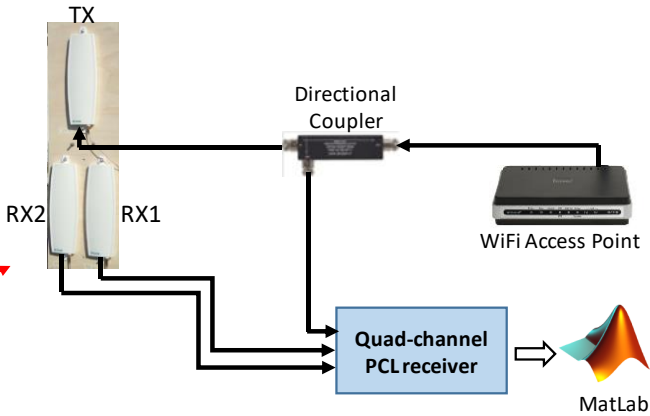 TX
Directional
Coupler
RX2
RX1
WiFi Access Point
Quad-channel
PCL receiver
MatLab